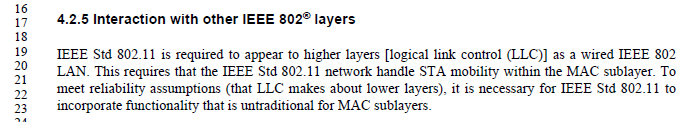 16
17 4.2.5 Interaction with other IEEE 802® layers
18
19 IEEE Std 802.11 is required to appear to higher layers [logical link control (LLC)] as a wired IEEE 802
20 LAN. This requires that the IEEE Std 802.11 network handle STA mobility within the MAC sublayer. To
21 meet reliability assumptions (that LLC makes about lower layers), it is necessary for IEEE Std 802.11 to
22
23 incorporate functionality that is untraditional for MAC sublayers.